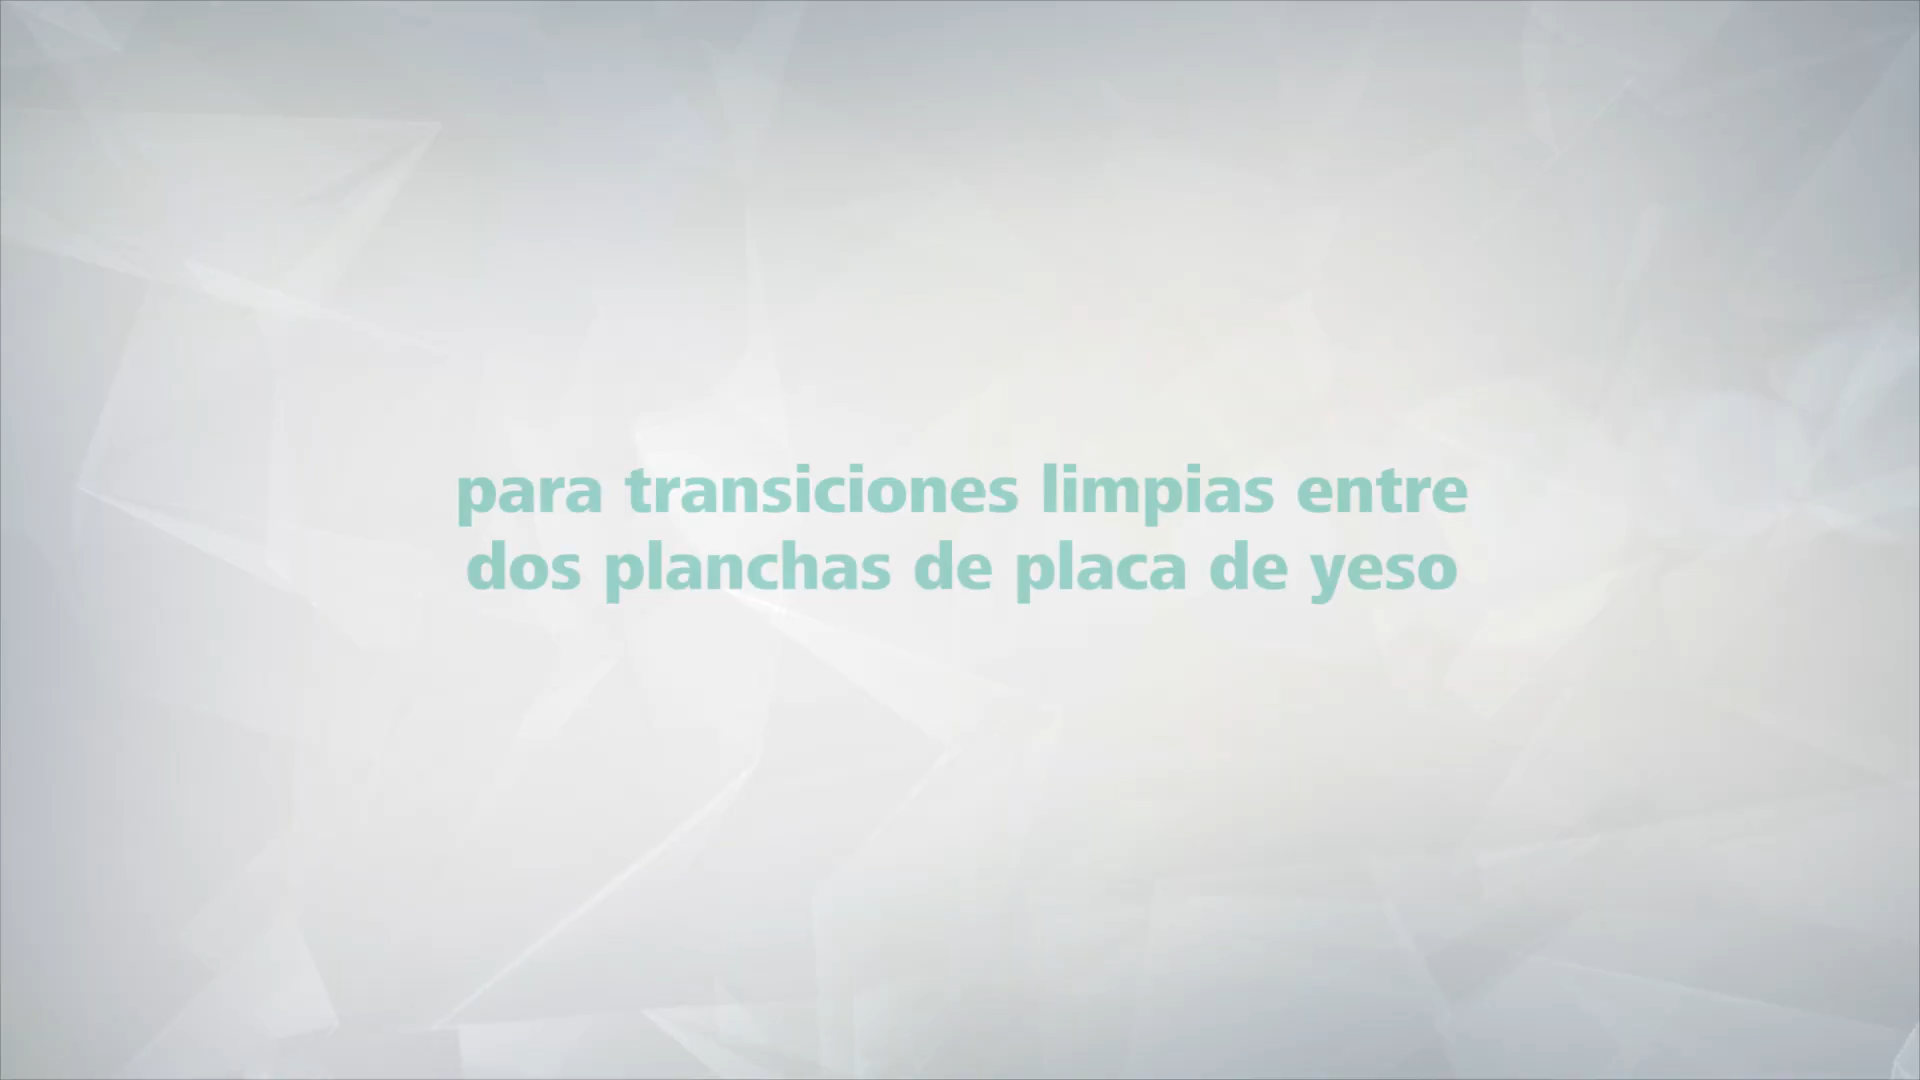 para transiciones limpias entre
dos planchas de placa de yeso